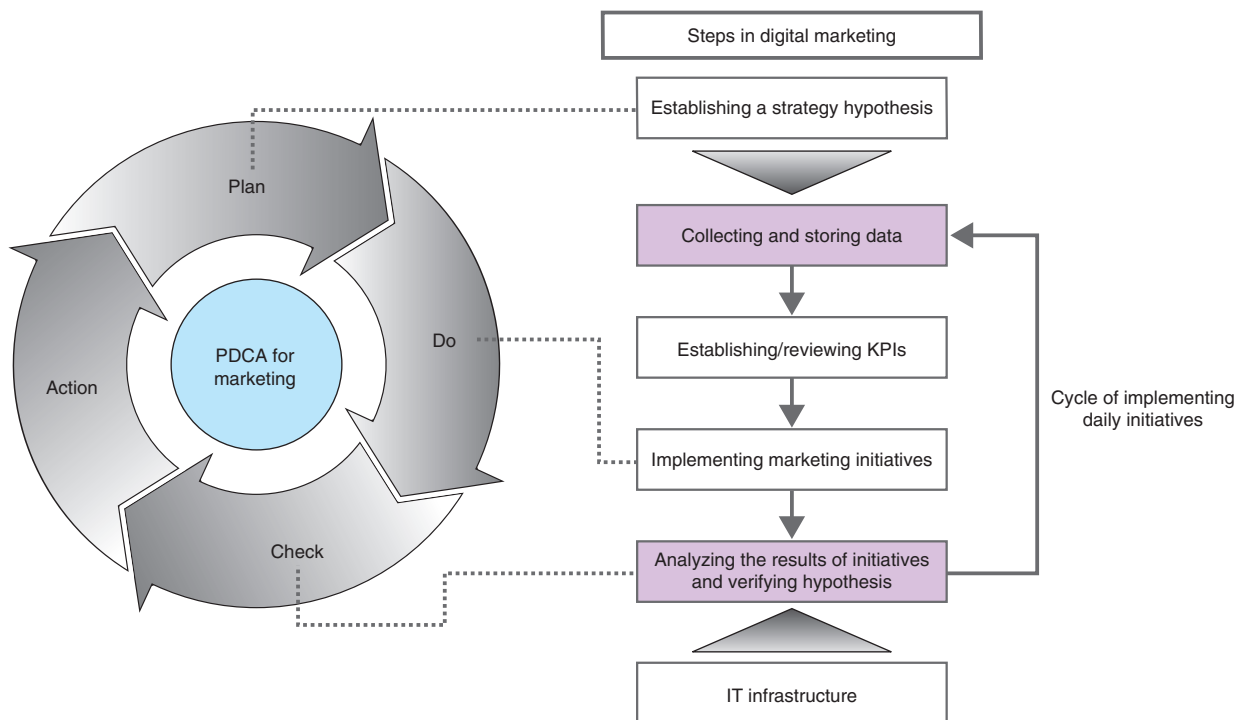 Steps in digital marketing
Establishing a strategy hypothesis
Plan
Collecting and storing data
Do
Establishing/reviewing KPIs
PDCA for
marketing
Action
Cycle of implementing
daily initiatives
Implementing marketing initiatives
Check
Analyzing the results of initiatives
and verifying hypothesis
IT infrastructure